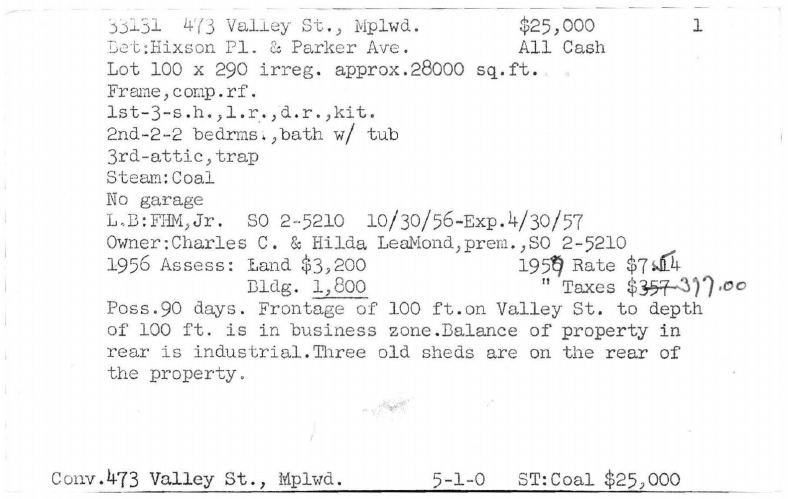 33131 473 Valley St., Mplwd. $25,000 1
Bet:Hixson Pl. & Parker Ave. All Cash
Lot 100 x 290 irreg. approx.28000 sq.ft.
Frame,comp.rf.
1st-3-s.h.,l.r.,d.r.,kit.
2nd-2-2 bedrms.,bath w/ tub
3rd-attic,trap
Steam:Coal
No garage
L.B:FHM,Jr. SO 2-5210 10/30/56-Exp.4/30/57
Owner:Charles C. & Hilda LeaMond,prem.,SO 2-5210
1956 Assess: Land $3,200 Rate
Bldg. 1,800 " Taxes $357 397.00
Poss.90 days. Frontage of 100 ft.on Valley St. to depth
of 100 ft. is in business zone.Balance of property in
rear is industrial.Three old sheds are on the rear of
the property.
Conv.473 Valley St., Mplwd. 5-1-0 ST:Coal $25,000